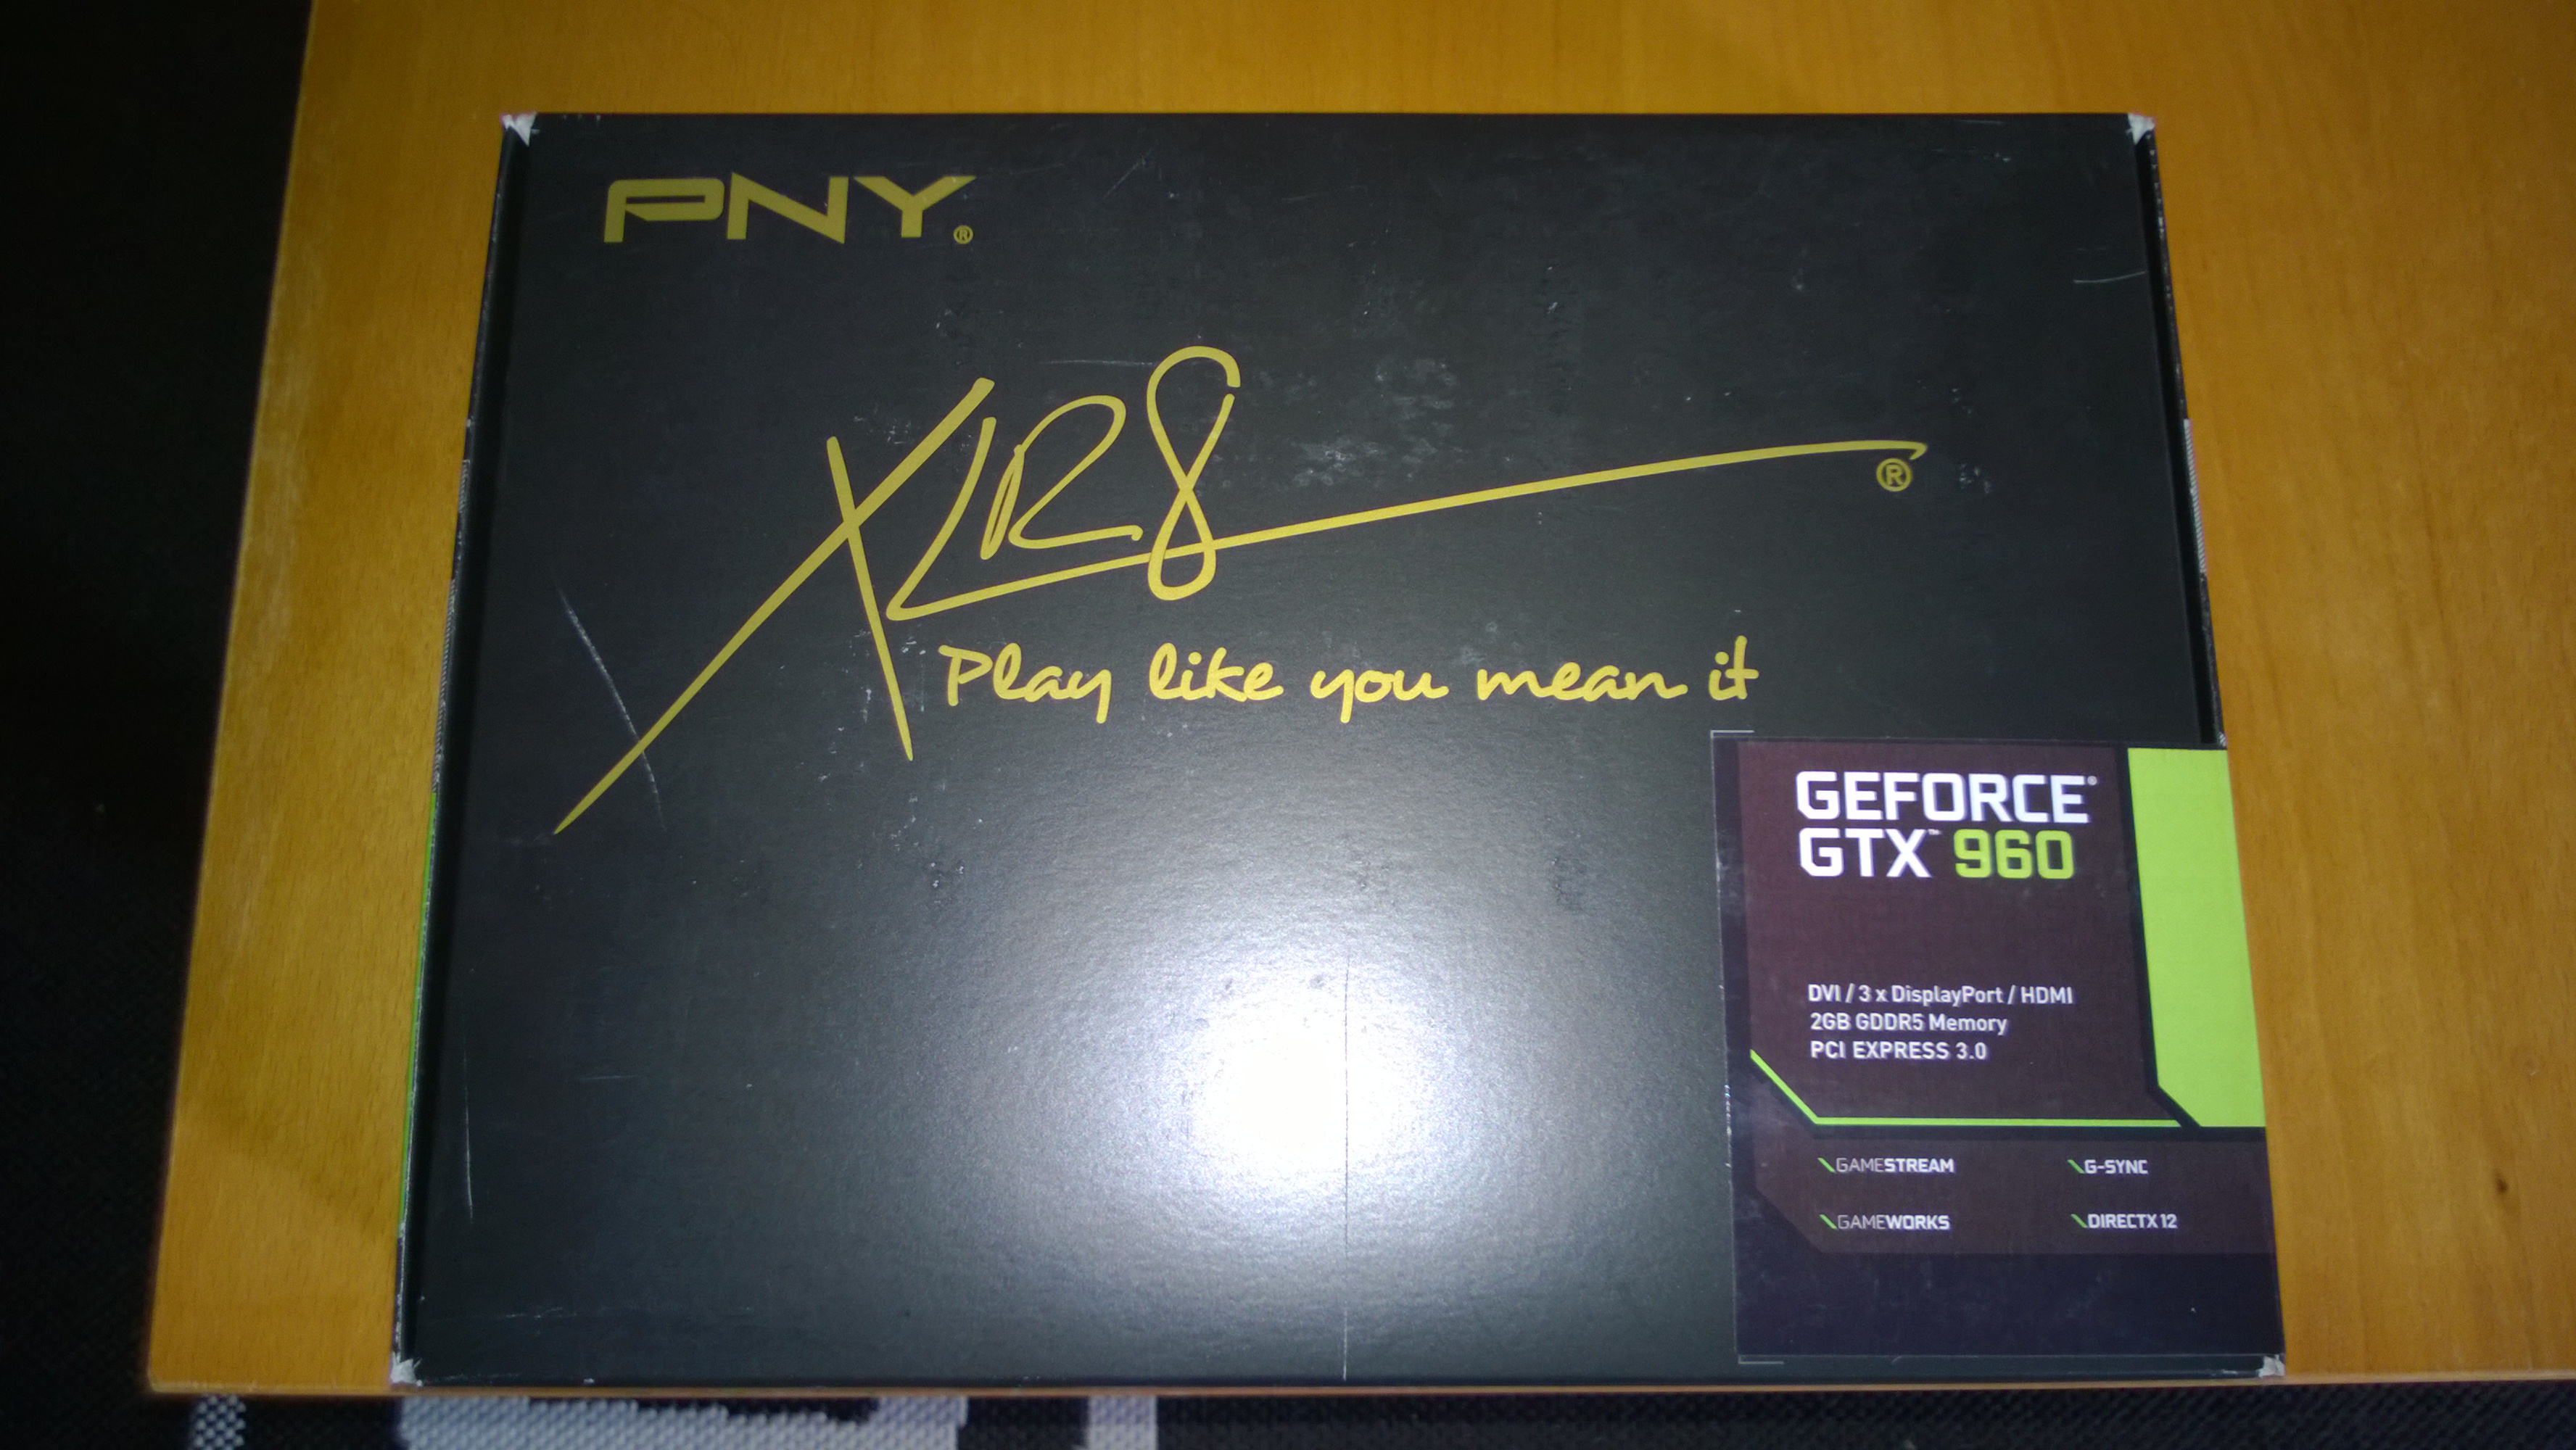 PNY®
XLR8®
Play like you mean it
GEFORCE®
GTX™ 960
DVI / 3 x DisplayPort / HDMI
2GB GDDR5 Memory
PCI EXPRESS 3.0
GAMESTREAM G-SYNC
GAMEWORKS DIRECTX 12